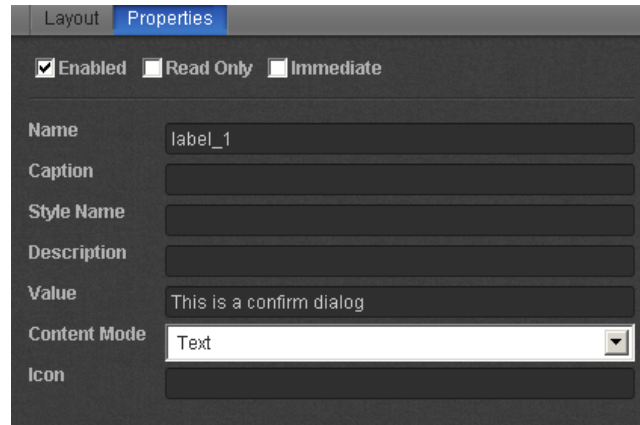 Layout Properties
Enabled Read Only Immediate
Name label_1
Caption
Style Name
Description
Value This is a confirm dialog
Content Mode Text
Icon